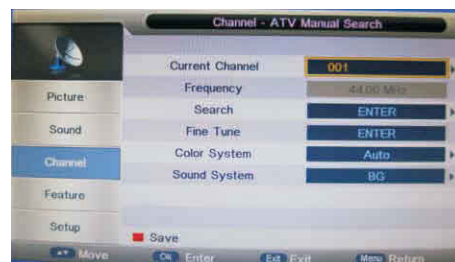 Channel - ATV Manual Search
Current Channel 001
Frequency 44.00 MHz
Search ENTER
Fine Tune ENTER
Color System Auto
Sound System BG
Picture
Sound
Channel
Feature
Setup
Save
Move OK Enter Exit Exit Menu Return